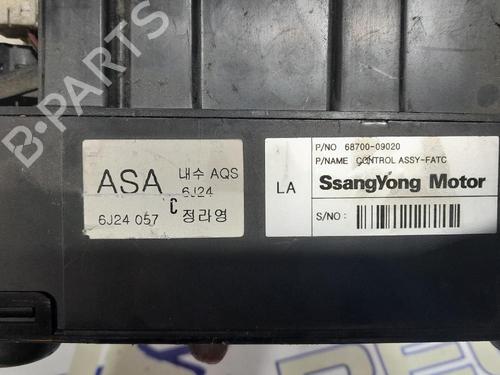 ASA
내수 AQS
6J24
C
6J24 057
정라영
LA
P/NO 68700-09020
P/NAME CONTROL ASSY-FATC
SsangYong Motor
S/NO :
B-PARTS